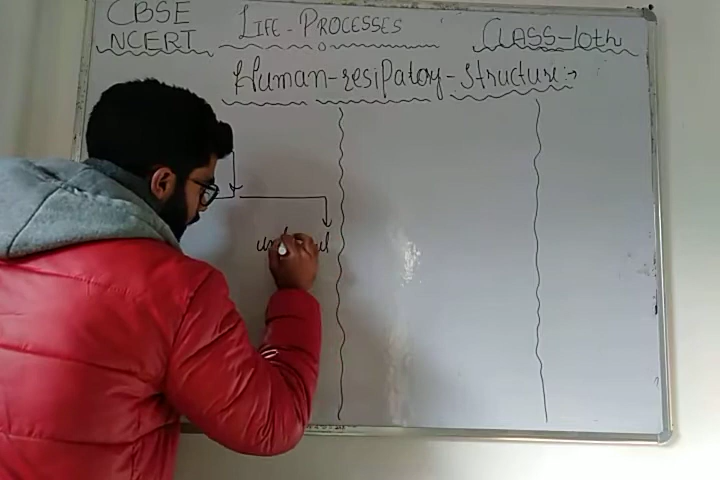 CBSE LIFE-PROCESSES CLASS-10th
NCERT
Human-resipatory-structure:-